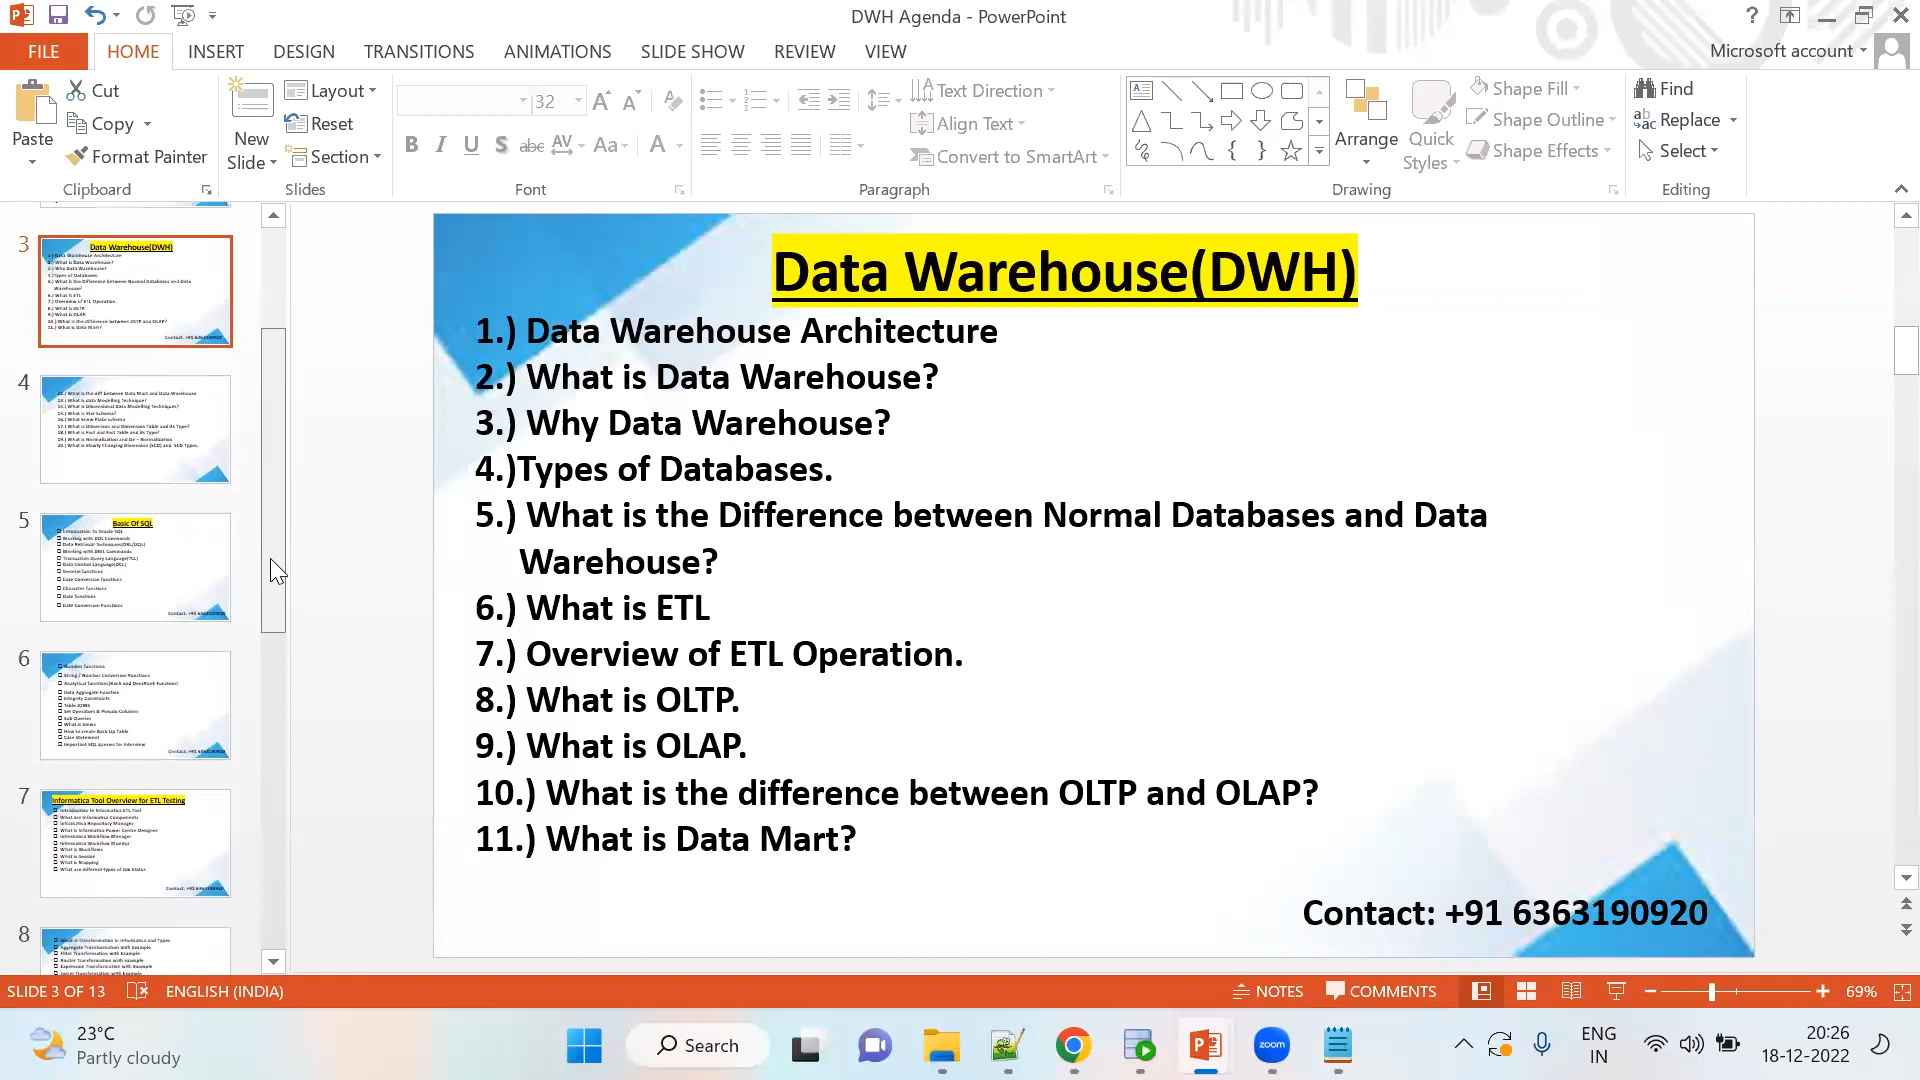 DWH Agenda - PowerPoint
?
FILE
HOME
INSERT
DESIGN
TRANSITIONS
ANIMATIONS
SLIDE SHOW
REVIEW
VIEW
Microsoft account
Paste
Cut
Copy
Format Painter
Clipboard
New
Slide
Layout
Reset
Section
Slides
32
Font
Text Direction
Align Text
Convert to SmartArt
Paragraph
Arrange
Quick
Styles
Shape Fill
Shape Outline
Shape Effects
Drawing
Find
Replace
Select
Editing
3
Data Warehouse(DWH)
4
5
Basic Of SQL
6
7
Informatica Tool Overview for ETL Testing
8
Data Warehouse(DWH)
1.) Data Warehouse Architecture
2.) What is Data Warehouse?
3.) Why Data Warehouse?
4.)Types of Databases.
5.) What is the Difference between Normal Databases and Data
Warehouse?
6.) What is ETL
7.) Overview of ETL Operation.
8.) What is OLTP.
9.) What is OLAP.
10.) What is the difference between OLTP and OLAP?
11.) What is Data Mart?
Contact: +91 6363190920
SLIDE 3 OF 13
ENGLISH (INDIA)
NOTES
COMMENTS
69%
23°C
Partly cloudy
Search
zoom
ENG
IN
20:26
18-12-2022